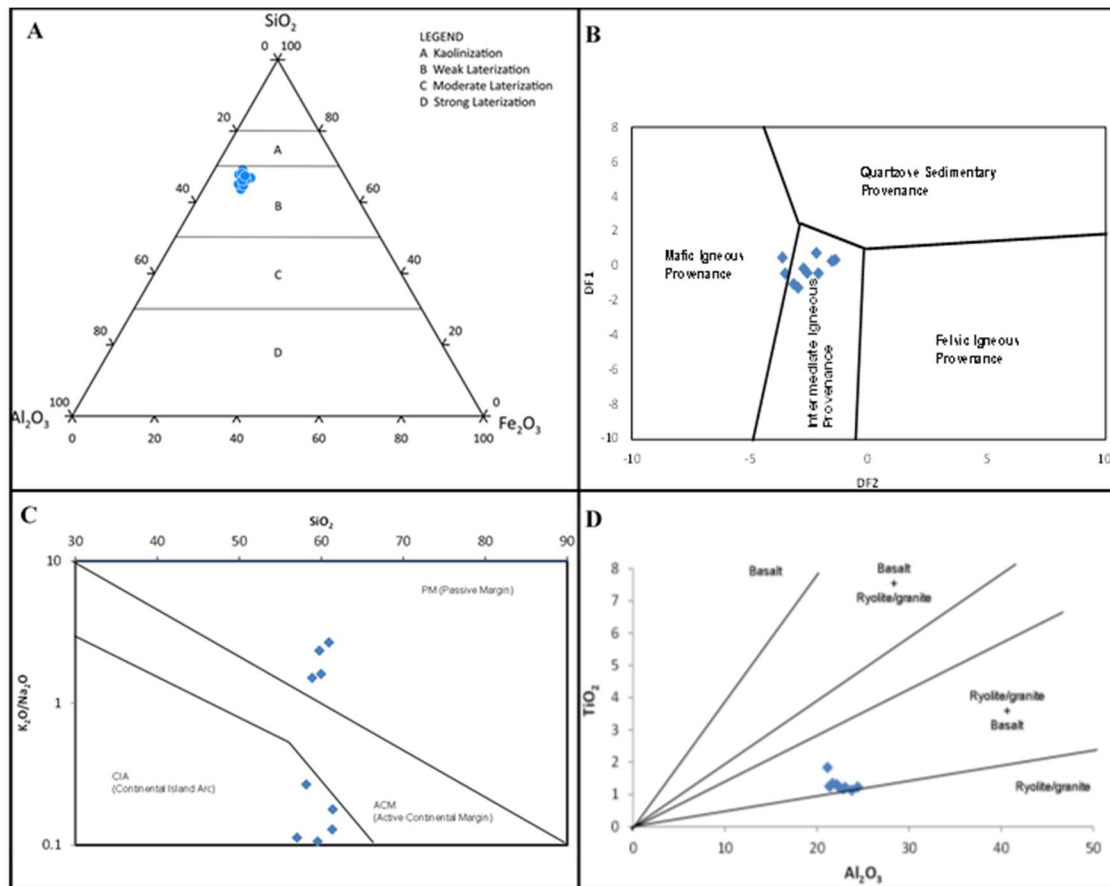 A
SiO₂
0 100
LEGEND
A Kaolinization
B Weak Laterization
C Moderate Laterization
D Strong Laterization
20 80
A
40 60
B
60 40
C
80 20
D
100 0
Al₂O₃ Fe₂O₃
0 20 40 60 80 100
B
8
6
4
2
0
-2
-4
-6
-8
-10
DF1
Quartzose Sedimentary
Provenance
Mafic Igneous
Provenance
Intermediate Igneous
Provenance
Felsic Igneous
Provenance
-10 -5 0 5 10
DF2
C
SiO₂
30 40 50 60 70 80 90
10
1
0.1
K₂O/Na₂O
PM (Passive Margin)
CIA
(Continental Island Arc)
ACM
(Active Continental Margin)
D
8
7
6
5
4
3
2
1
0
TiO₂
Basalt
Basalt
+
Ryolite/granite
Ryolite/granite
+
Basalt
Ryolite/granite
0 10 20 30 40 50
Al₂O₃